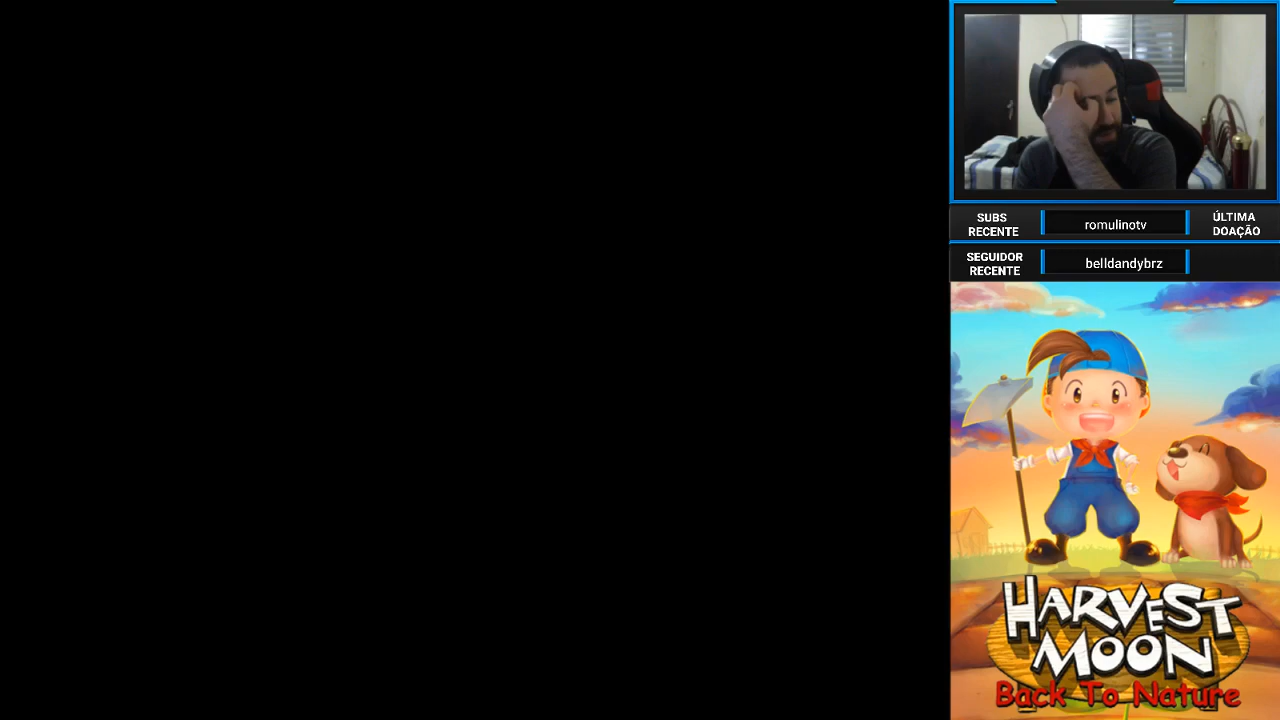 SUBS
RECENTE
romulinotv
ÚLTIMA
DOAÇÃO
SEGUIDOR
RECENTE
belldandybrz
HARVEST
MOON
Back To Nature